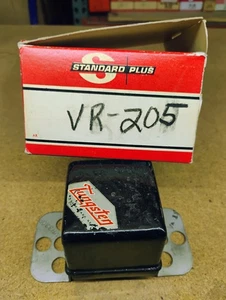 S
STANDARD PLUS
VR-205
Tungsten